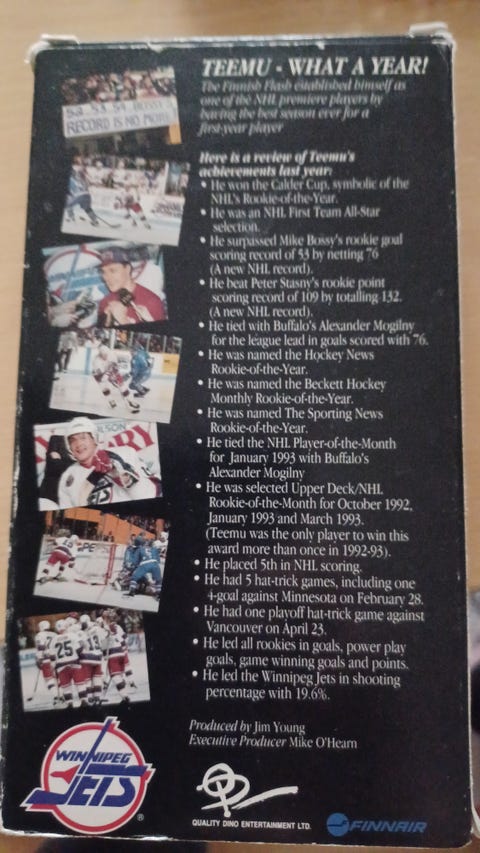 TEEMU - WHAT A YEAR!
The Finnish Flash established himself as
one of the NHL premiere players by
having the best season ever for a
first-year player
Here is a review of Teemu's
achievements last year:
• He won the Calder Cup, symbolic of the
NHL's Rookie-of-the-Year.
• He was an NHL First Team All-Star
selection.
• He surpassed Mike Bossy's rookie goal
scoring record of 53 by netting 76
(A new NHL record).
• He beat Peter Stasny's rookie point
scoring record of 109 by totalling 132.
(A new NHL record).
• He tied with Buffalo's Alexander Mogilny
for the league lead in goals scored with 76.
• He was named the Hockey News
Rookie-of-the-Year.
• He was named the Beckett Hockey
Monthly Rookie-of-the-Year.
• He was named The Sporting News
Rookie-of-the-Year.
• He tied the NHL Player-of-the-Month
for January 1993 with Buffalo's
Alexander Mogilny
• He was selected Upper Deck/NHL
Rookie-of-the-Month for October 1992,
January 1993 and March 1993.
(Teemu was the only player to win this
award more than once in 1992-93).
• He placed 5th in NHL scoring.
• He had 5 hat-trick games, including one
4-goal against Minnesota on February 28.
• He had one playoff hat-trick game against
Vancouver on April 23.
• He led all rookies in goals, power play
goals, game winning goals and points.
• He led the Winnipeg Jets in shooting
percentage with 19.6%.
Produced by Jim Young
Executive Producer Mike O'Hearn
52 53 54 BOSSY'S
RECORD IS NO MORE
25
13
WINNIPEG
JETS
®
QUALITY DINO ENTERTAINMENT LTD.
FINNAIR